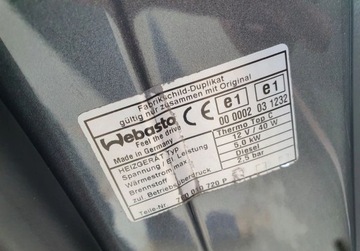 Fabrikschild-Duplikat
gültig nur zusammen mit Original
Webasto
Feel the drive
Made in Germany
CE
e1
00 0002
e1
03 1232
HEIZGERÄT Typ Thermo Top C
Spannung / El. Leistung 12 V / 40 W
Wärmestrom max. 5,0 kW
Brennstoff Diesel
zul. Betriebsüberdruck 2,5 bar
Teile-Nr. 720 P